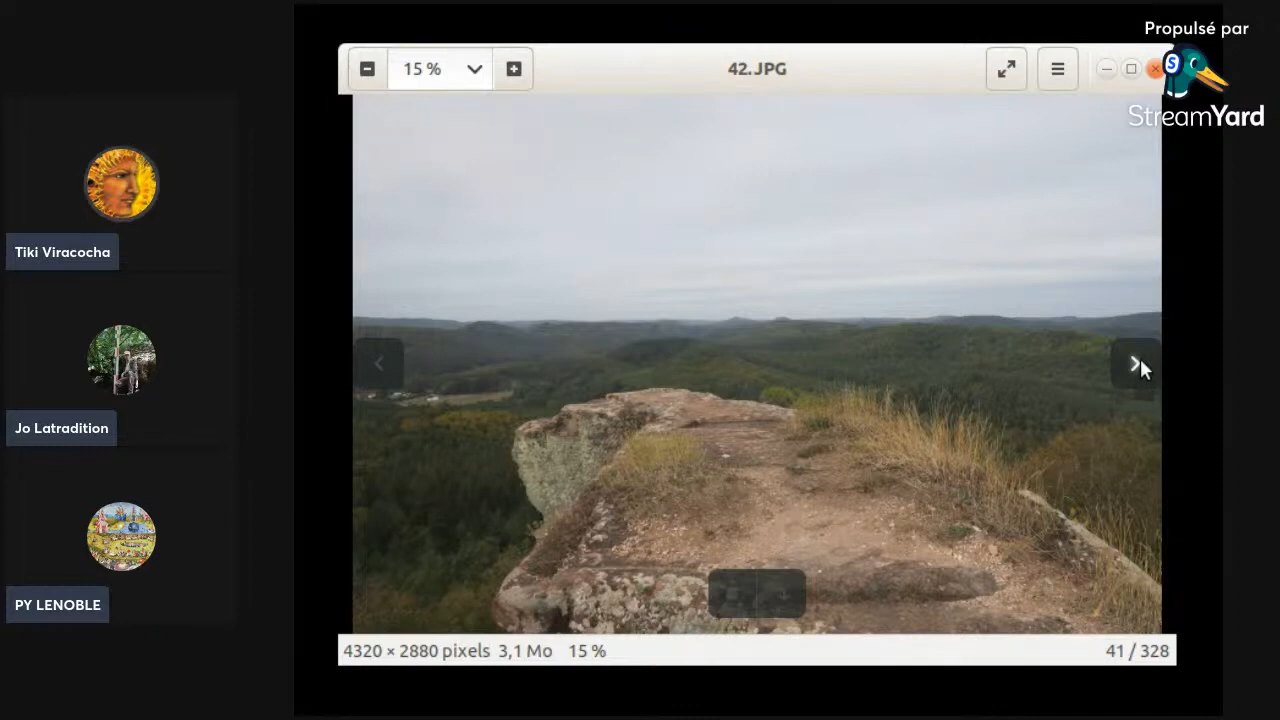 Propulsé par
StreamYard
15 %
42.JPG
Tiki Viracocha
Jo Latradition
PY LENOBLE
4320 × 2880 pixels 3,1 Mo 15 %
41 / 328